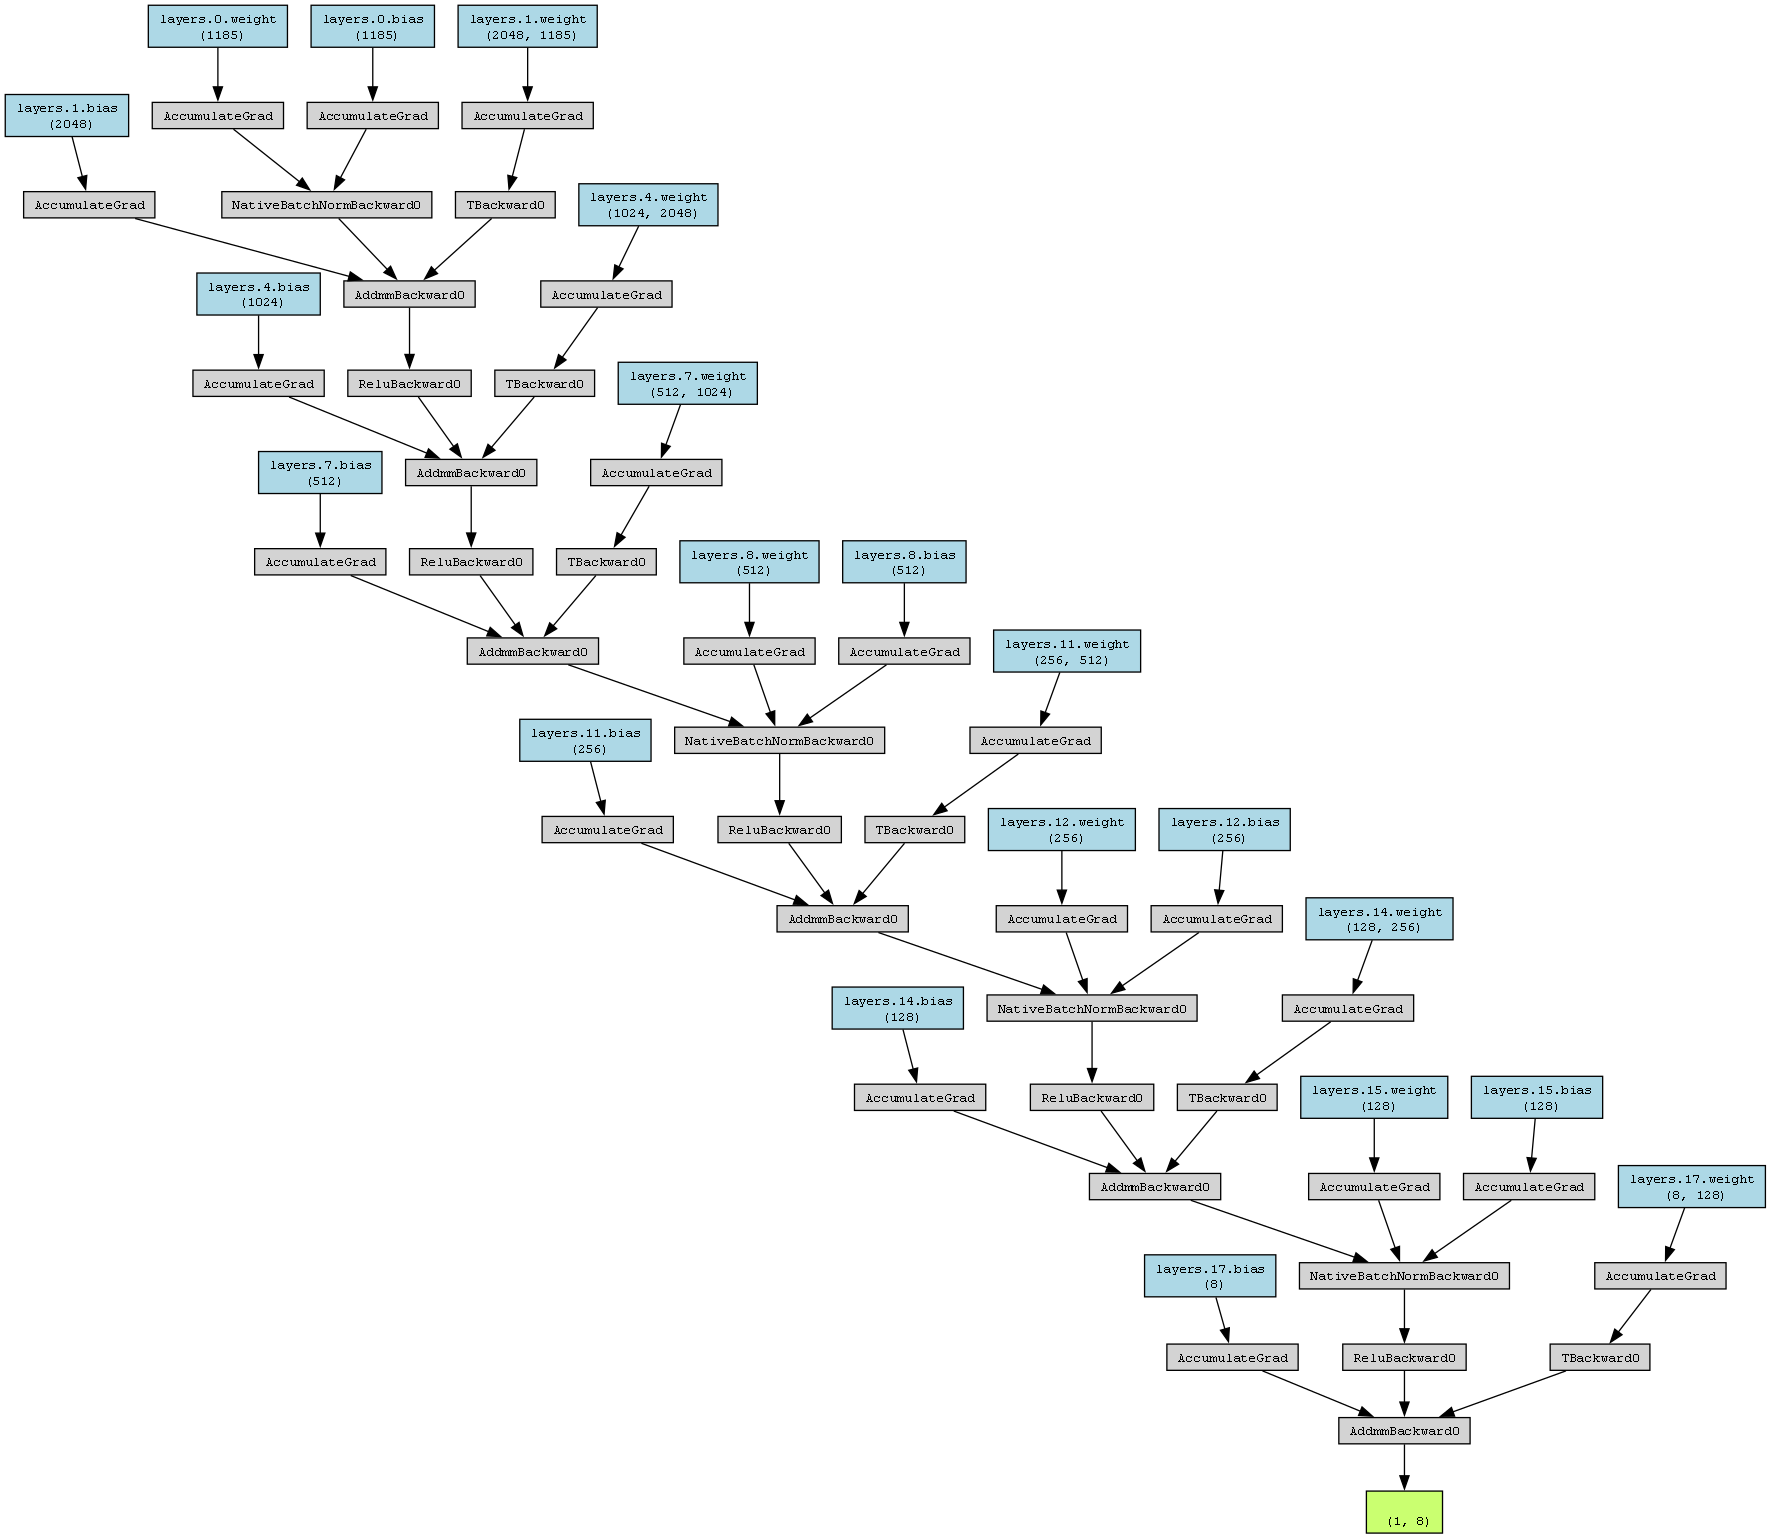 layers.0.weight
(1185)
layers.0.bias
(1185)
layers.1.weight
(2048, 1185)
layers.1.bias
(2048)
AccumulateGrad
AccumulateGrad
AccumulateGrad
AccumulateGrad
NativeBatchNormBackward0
TBackward0
layers.4.weight
(1024, 2048)
layers.4.bias
(1024)
AddmmBackward0
AccumulateGrad
AccumulateGrad
ReluBackward0
TBackward0
layers.7.weight
(512, 1024)
layers.7.bias
(512)
AddmmBackward0
AccumulateGrad
AccumulateGrad
ReluBackward0
TBackward0
layers.8.weight
(512)
layers.8.bias
(512)
AddmmBackward0
AccumulateGrad
AccumulateGrad
layers.11.weight
(256, 512)
layers.11.bias
(256)
NativeBatchNormBackward0
AccumulateGrad
AccumulateGrad
ReluBackward0
TBackward0
layers.12.weight
(256)
layers.12.bias
(256)
AddmmBackward0
AccumulateGrad
AccumulateGrad
layers.14.weight
(128, 256)
layers.14.bias
(128)
NativeBatchNormBackward0
AccumulateGrad
AccumulateGrad
ReluBackward0
TBackward0
layers.15.weight
(128)
layers.15.bias
(128)
AddmmBackward0
AccumulateGrad
AccumulateGrad
layers.17.weight
(8, 128)
layers.17.bias
(8)
NativeBatchNormBackward0
AccumulateGrad
AccumulateGrad
ReluBackward0
TBackward0
AddmmBackward0
(1, 8)